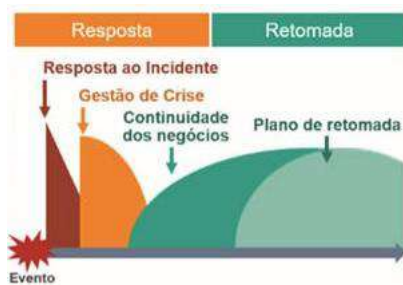 Resposta
Retomada
Resposta ao Incidente
Gestão de Crise
Continuidade
dos negócios
Plano de retomada
Evento